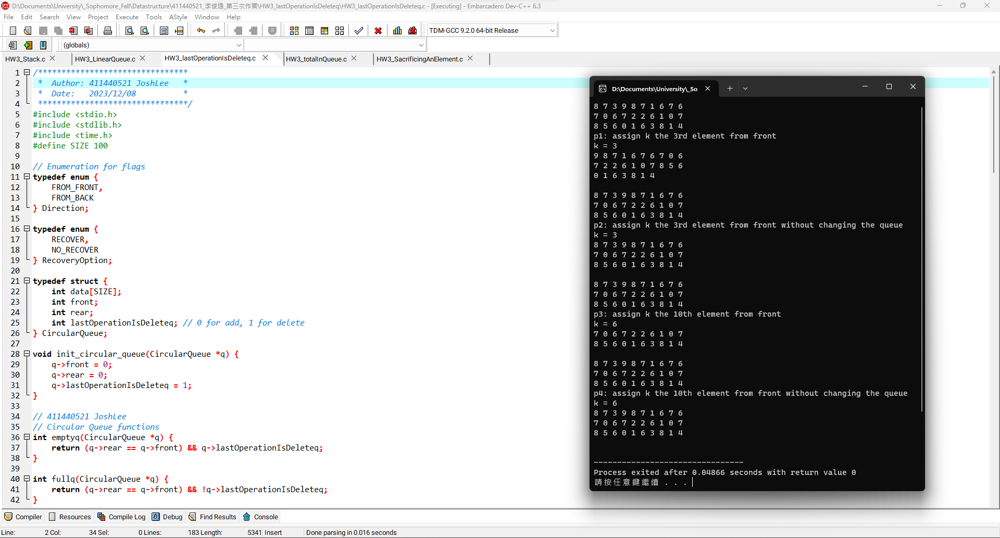 D:\Documents\University\_Sophomore_Fall\Datastructure\411440521_李俊逸_第三次作業\HW3_lastOperationIsDeleteq\HW3_lastOperationIsDeleteq.c - [Executing] - Embarcadero Dev-C++ 6.3
File Edit Search View Project Execute Tools AStyle Window Help
TDM-GCC 9.2.0 64-bit Release
(globals)
HW3_Stack.c HW3_LinearQueue.c HW3_lastOperationIsDeleteq.c HW3_totalInQueue.c HW3_SacrificingAnElement.c
1 /********************************
2  *  Author: 411440521 JoshLee   *
3  *  Date:   2023/12/08          *
4  ********************************/
5 #include <stdio.h>
6 #include <stdlib.h>
7 #include <time.h>
8 #define SIZE 100
9
10 // Enumeration for flags
11 typedef enum {
12     FROM_FRONT,
13     FROM_BACK
14 } Direction;
15
16 typedef enum {
17     RECOVER,
18     NO_RECOVER
19 } RecoveryOption;
20
21 typedef struct {
22     int data[SIZE];
23     int front;
24     int rear;
25     int lastOperationIsDeleteq; // 0 for add, 1 for delete
26 } CircularQueue;
27
28 void init_circular_queue(CircularQueue *q) {
29     q->front = 0;
30     q->rear = 0;
31     q->lastOperationIsDeleteq = 1;
32 }
33
34 // 411440521 JoshLee
35 // Circular Queue functions
36 int emptyq(CircularQueue *q) {
37     return (q->rear == q->front) && q->lastOperationIsDeleteq;
38 }
39
40 int fullq(CircularQueue *q) {
41     return (q->rear == q->front) && !q->lastOperationIsDeleteq;
42 }
D:\Documents\University\_So
8 7 3 9 8 7 1 6 7 6
7 0 6 7 2 2 6 1 0 7
8 5 6 0 1 6 3 8 1 4
p1: assign k the 3rd element from front
k = 3
9 8 7 1 6 7 6 7 0 6
7 2 2 6 1 0 7 8 5 6
0 1 6 3 8 1 4
8 7 3 9 8 7 1 6 7 6
7 0 6 7 2 2 6 1 0 7
8 5 6 0 1 6 3 8 1 4
p2: assign k the 3rd element from front without changing the queue
k = 3
8 7 3 9 8 7 1 6 7 6
7 0 6 7 2 2 6 1 0 7
8 5 6 0 1 6 3 8 1 4
8 7 3 9 8 7 1 6 7 6
7 0 6 7 2 2 6 1 0 7
8 5 6 0 1 6 3 8 1 4
p3: assign k the 10th element from front
k = 6
7 0 6 7 2 2 6 1 0 7
8 5 6 0 1 6 3 8 1 4
8 7 3 9 8 7 1 6 7 6
7 0 6 7 2 2 6 1 0 7
8 5 6 0 1 6 3 8 1 4
p4: assign k the 10th element from front without changing the queue
k = 6
8 7 3 9 8 7 1 6 7 6
7 0 6 7 2 2 6 1 0 7
8 5 6 0 1 6 3 8 1 4
--------------------------------
Process exited after 0.04866 seconds with return value 0
請按任意鍵繼續 . . .
Compiler Resources Compile Log Debug Find Results Console
Line: 2 Col: 34 Sel: 0 Lines: 183 Length: 5341 Insert Done parsing in 0.016 seconds